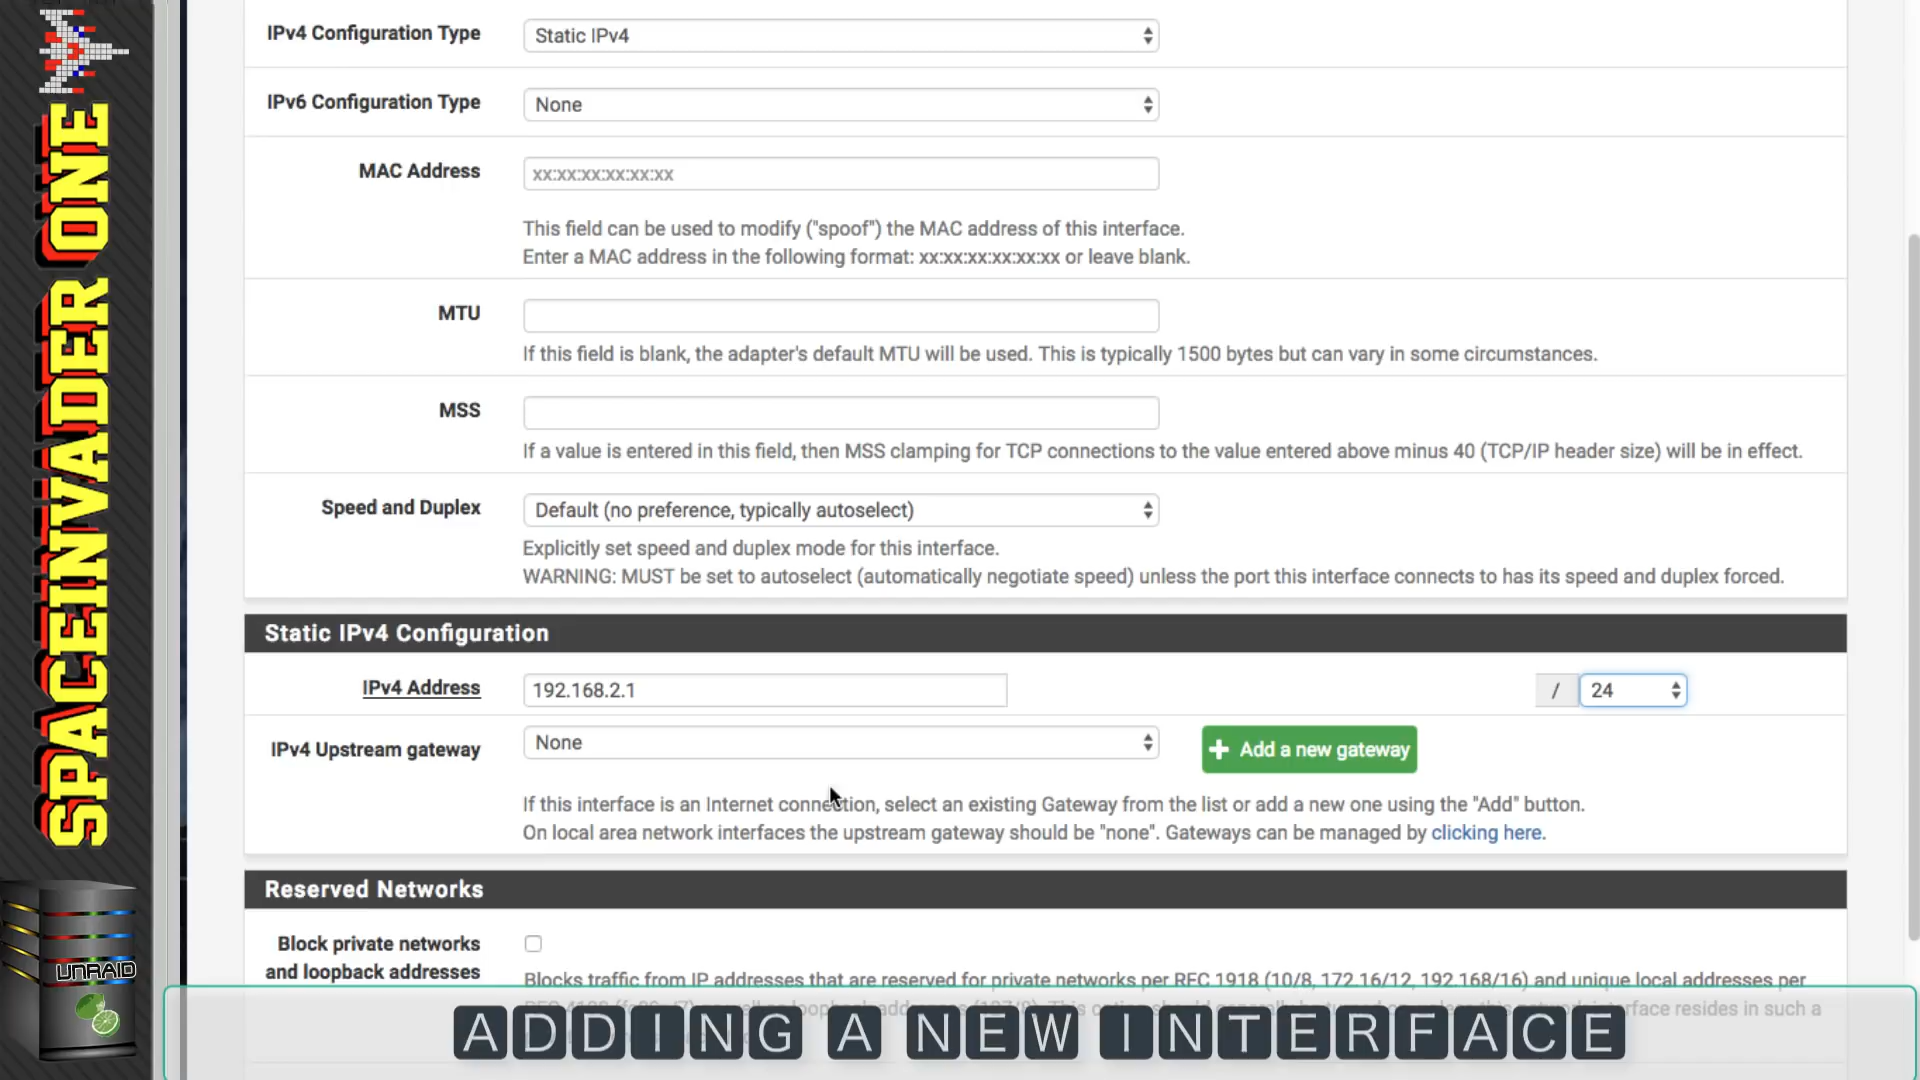 SPACEINVADER ONE
UNRAID
IPv4 Configuration Type
Static IPv4
IPv6 Configuration Type
None
MAC Address
xx:xx:xx:xx:xx:xx
This field can be used to modify ("spoof") the MAC address of this interface.
Enter a MAC address in the following format: xx:xx:xx:xx:xx:xx or leave blank.
MTU
If this field is blank, the adapter's default MTU will be used. This is typically 1500 bytes but can vary in some circumstances.
MSS
If a value is entered in this field, then MSS clamping for TCP connections to the value entered above minus 40 (TCP/IP header size) will be in effect.
Speed and Duplex
Default (no preference, typically autoselect)
Explicitly set speed and duplex mode for this interface.
WARNING: MUST be set to autoselect (automatically negotiate speed) unless the port this interface connects to has its speed and duplex forced.
Static IPv4 Configuration
IPv4 Address
192.168.2.1
/ 24
IPv4 Upstream gateway
None
+ Add a new gateway
If this interface is an Internet connection, select an existing Gateway from the list or add a new one using the "Add" button.
On local area network interfaces the upstream gateway should be "none". Gateways can be managed by clicking here.
Reserved Networks
Block private networks
and loopback addresses
Blocks traffic from IP addresses that are reserved for private networks per RFC 1918 (10/8, 172.16/12, 192.168/16) and unique local addresses per
resides in such a
ADDING A NEW INTERFACE